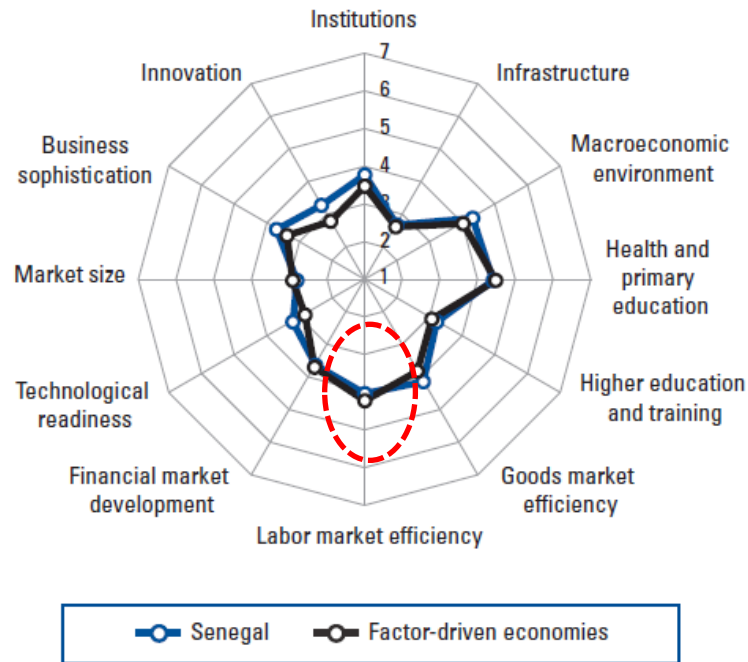 Institutions
7
6
5
4
3
2
1
Infrastructure
Macroeconomic
environment
Health and
primary
education
Higher education
and training
Goods market
efficiency
Labor market efficiency
Financial market
development
Technological
readiness
Market size
Business
sophistication
Innovation
Senegal
Factor-driven economies